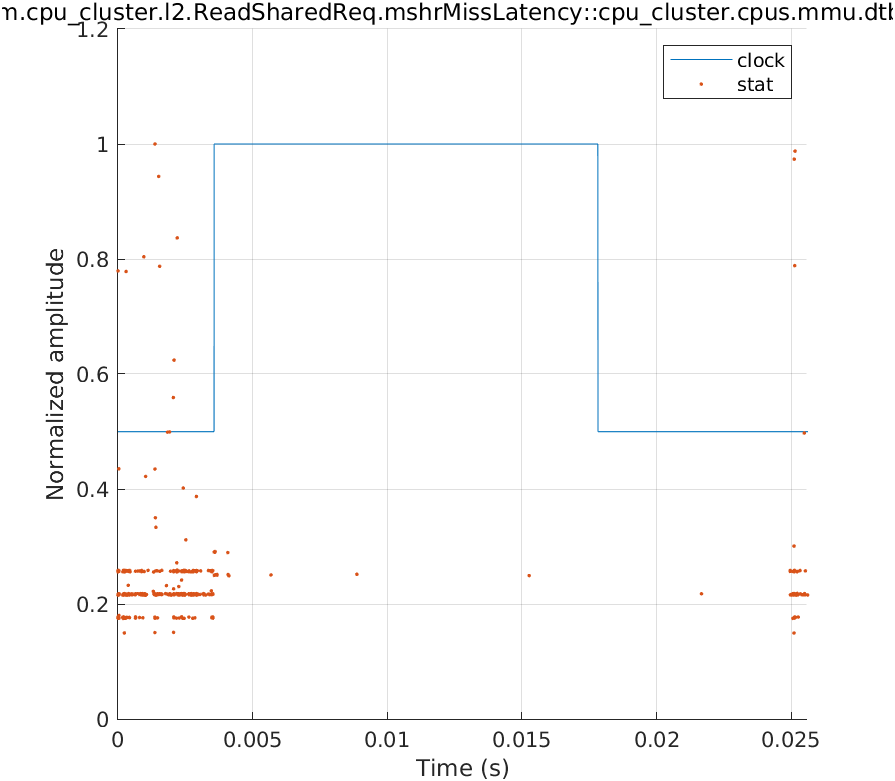 m.cpu_cluster.l2.ReadSharedReq.mshrMissLatency::cpu_cluster.cpus.mmu.dtb
1.2
1
0.8
0.6
0.4
0.2
0
Normalized amplitude
clock
stat
0
0.005
0.01
0.015
0.02
0.025
Time (s)